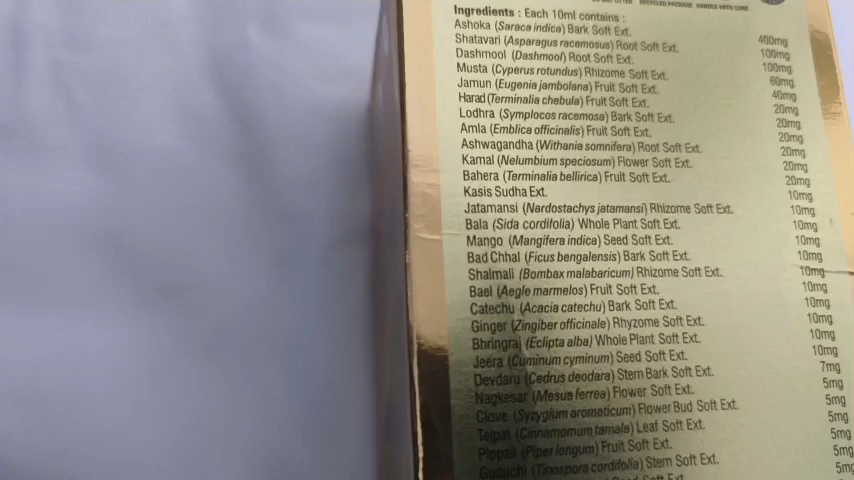 Ingredients : Each 10ml contains :
Ashoka (Saraca indica) Bark Soft Ext. 400mg
Shatavari (Asparagus racemosus) Root Soft Ext. 100mg
Dashmool (Dashmool) Root Soft Ext. 100mg
Musta (Cyperus rotundus) Rhizome Soft Ext. 60mg
Jamun (Eugenia jambolana) Fruit Soft Ext. 40mg
Harad (Terminalia chebula) Fruit Soft Ext. 20mg
Lodhra (Symplocos racemosa) Bark Soft Ext. 20mg
Amla (Emblica officinalis) Fruit Soft Ext. 20mg
Ashwagandha (Withania somnifera) Root Soft Ext. 20mg
Kamal (Nelumbium speciosum) Flower Soft Ext. 20mg
Bahera (Terminalia bellirica) Fruit Soft Ext. 20mg
Kasis Sudha Ext. 10mg
Jatamansi (Nardostachys jatamansi) Rhizome Soft Ext. 10mg
Bala (Sida cordifolia) Whole Plant Soft Ext. 10mg
Mango (Mangifera indica) Seed Soft Ext. 10mg
Bad Chhal (Ficus bengalensis) Bark Soft Ext. 10mg
Shalmali (Bombax malabaricum) Rhizome Soft Ext. 10mg
Bael (Aegle marmelos) Fruit Soft Ext. 10mg
Catechu (Acacia catechu) Bark Soft Ext. 10mg
Ginger (Zingiber officinale) Rhyzome Soft Ext. 10mg
Bhringraj (Eclipta alba) Whole Plant Soft Ext. 10mg
Jeera (Cuminum cyminum) Seed Soft Ext. 10mg
Devdaru (Cedrus deodara) Stem Bark Soft Ext. 7mg
Nagkesar (Mesua ferrea) Flower Soft Ext. 5mg
Clove (Syzygium aromaticum) Flower Bud Soft Ext. 5mg
Tejpat (Cinnamomum tamala) Leaf Soft Ext. 5mg
Pippali (Piper longum) Fruit Soft Ext. 5mg
Guduchi (Tinospora cordifolia) Stem Soft Ext. 5mg